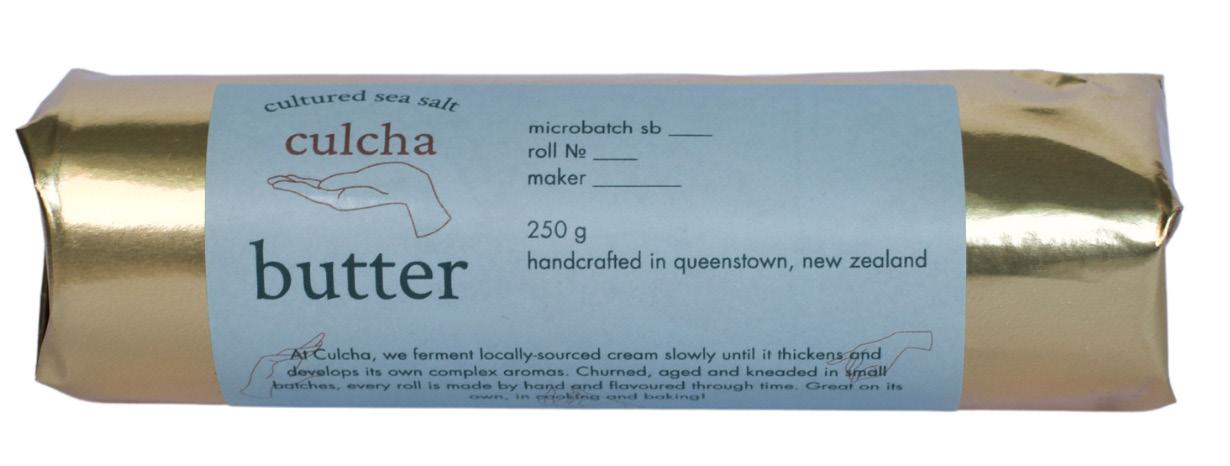 cultured sea salt
culcha
butter
microbatch sb ____
roll № ____
maker ________
250 g
handcrafted in queenstown, new zealand
At Culcha, we ferment locally-sourced cream slowly until it thickens and
develops its own complex aromas. Churned, aged and kneaded in small
batches, every roll is made by hand and flavoured through time. Great on its
own, in cooking and baking!